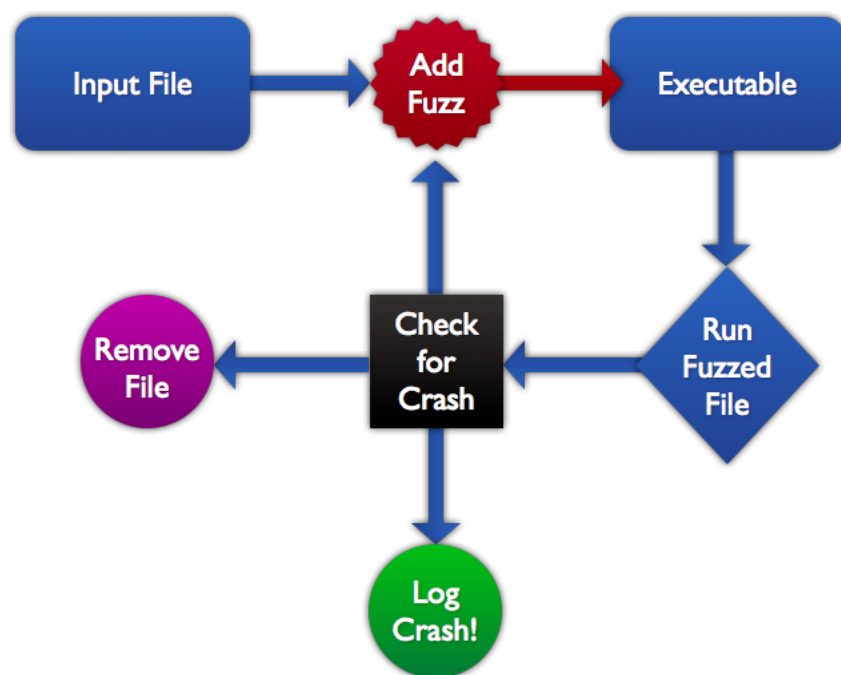 Input File
Add
Fuzz
Executable
Remove
File
Check
for
Crash
Run
Fuzzed
File
Log
Crash!